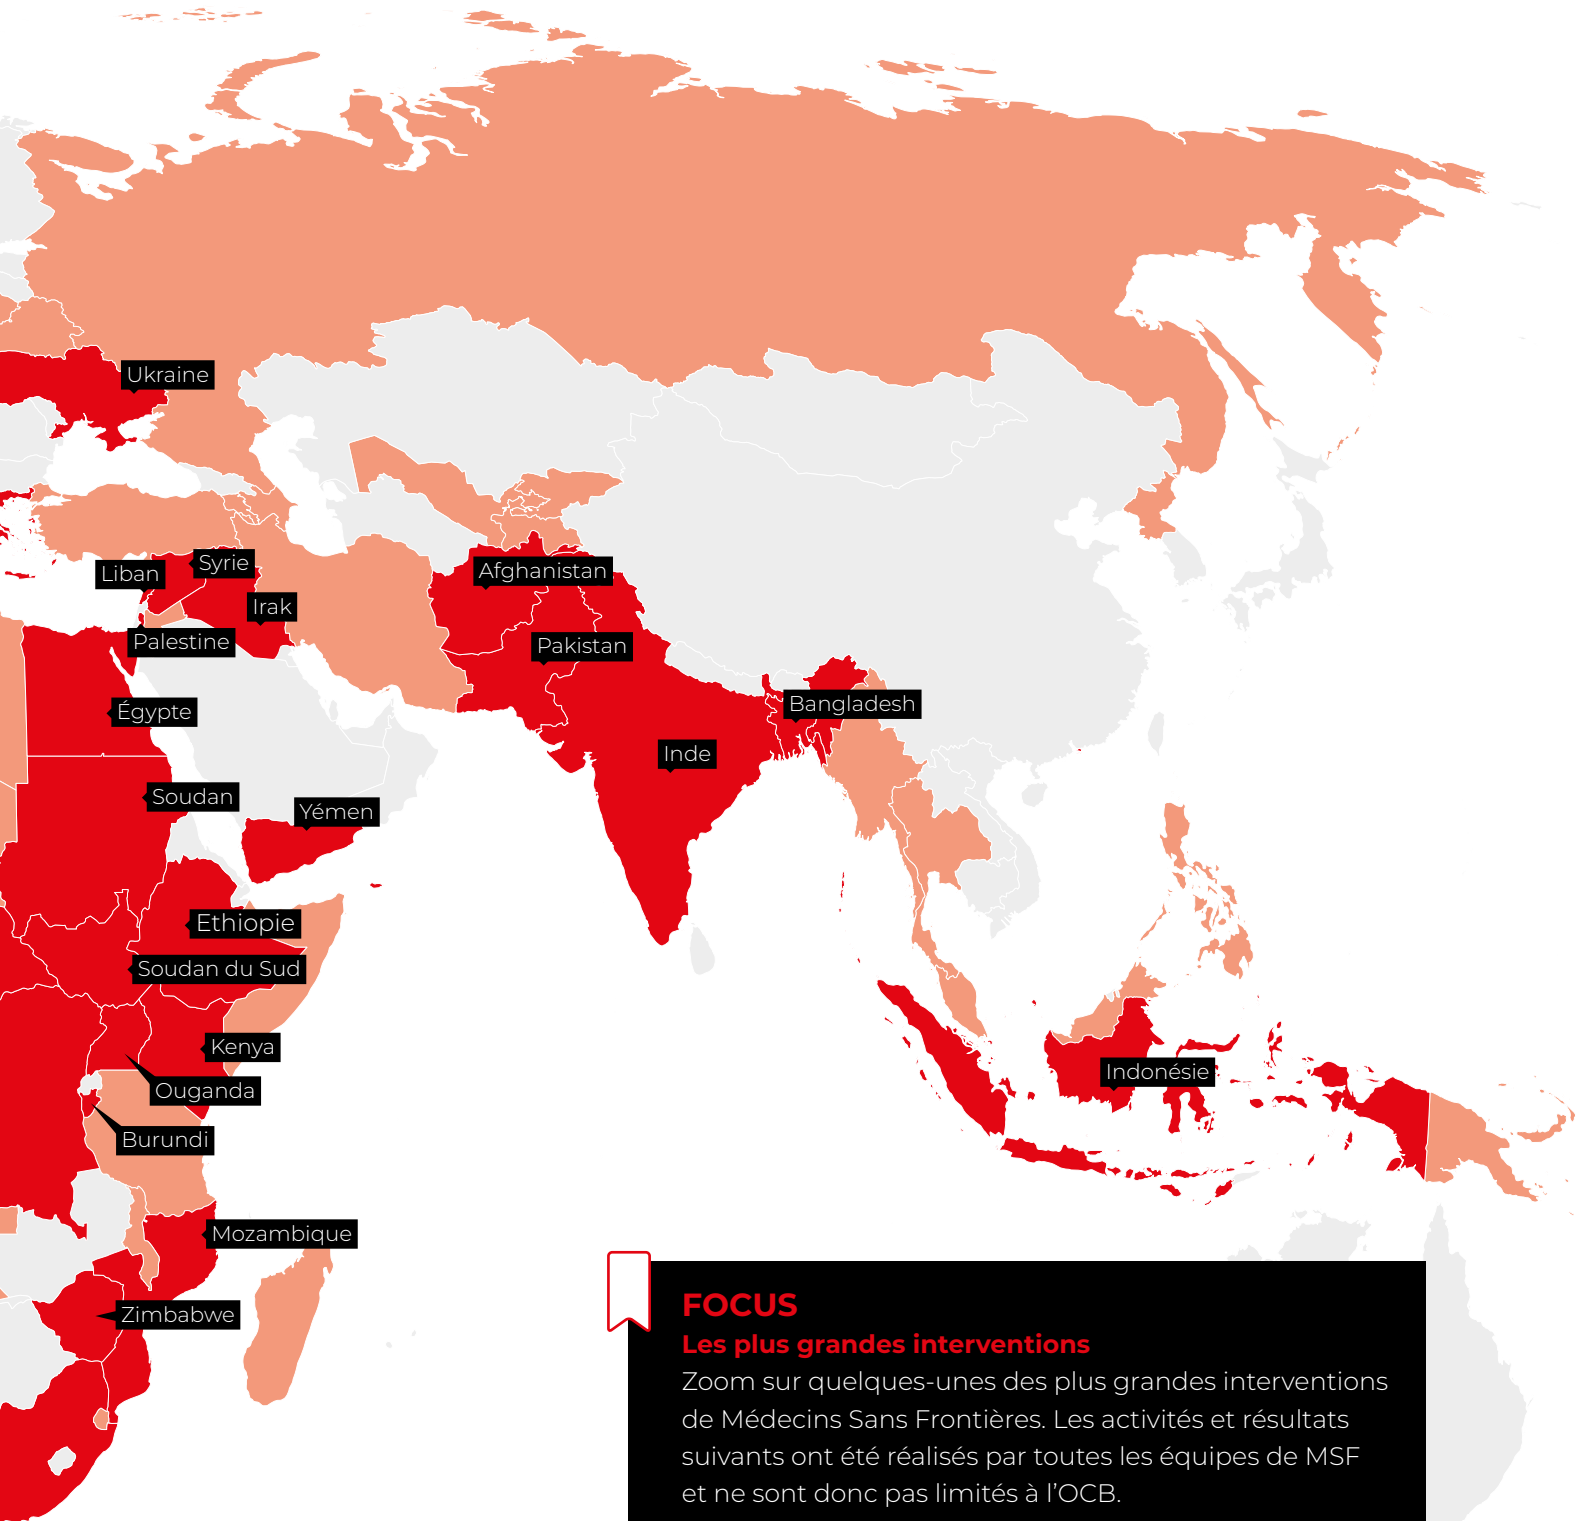 Ukraine
Syrie
Liban
Afghanistan
Irak
Palestine
Pakistan
Bangladesh
Égypte
Inde
Soudan
Yémen
Ethiopie
Soudan du Sud
Kenya
Indonésie
Ouganda
Burundi
Mozambique
Zimbabwe
FOCUS
Les plus grandes interventions
Zoom sur quelques-unes des plus grandes interventions
de Médecins Sans Frontières. Les activités et résultats
suivants ont été réalisés par toutes les équipes de MSF
et ne sont donc pas limités à l’OCB.